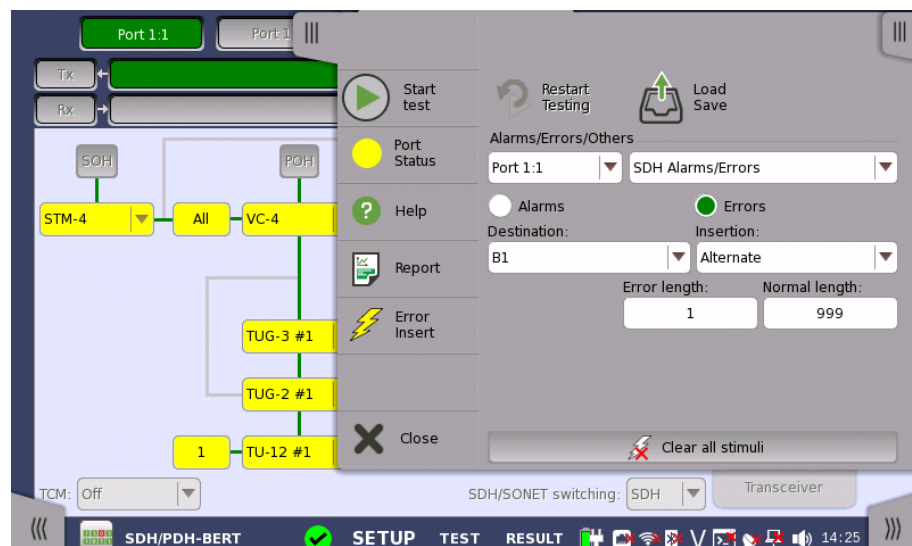 Port 1:1
Port 1
Tx
Rx
SOH
POH
STM-4
All
VC-4
TUG-3 #1
TUG-2 #1
1
TU-12 #1
TCM:
Off
Start
test
Port
Status
Help
Report
Error
Insert
Close
Restart
Testing
Load
Save
Alarms/Errors/Others
Port 1:1
SDH Alarms/Errors
Alarms
Errors
Destination:
Insertion:
B1
Alternate
Error length:
Normal length:
1
999
Clear all stimuli
SDH/SONET switching:
SDH
Transceiver
SDH/PDH-BERT
SETUP
TEST
RESULT
14:25